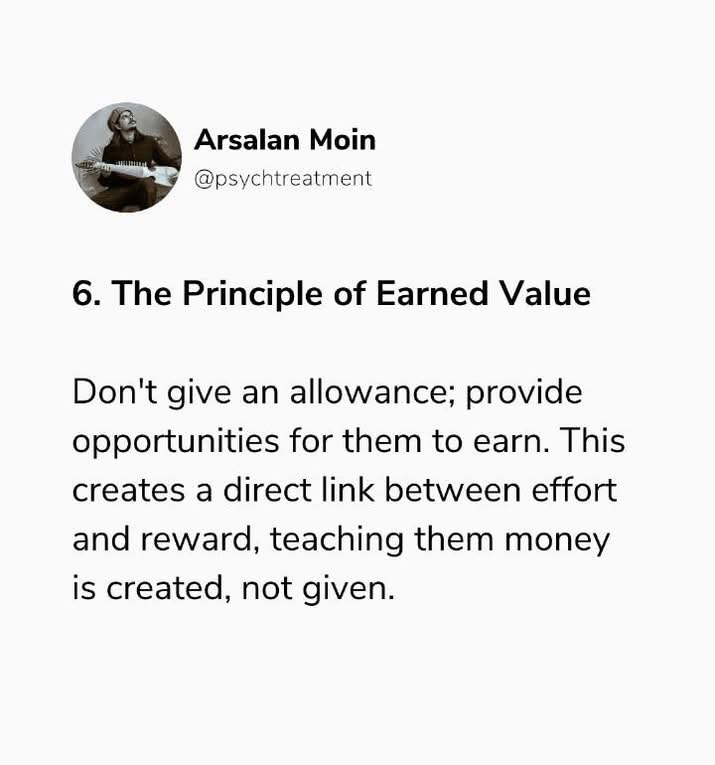 Arsalan Moin
@psychtreatment
6. The Principle of Earned Value
Don't give an allowance; provide
opportunities for them to earn. This
creates a direct link between effort
and reward, teaching them money
is created, not given.